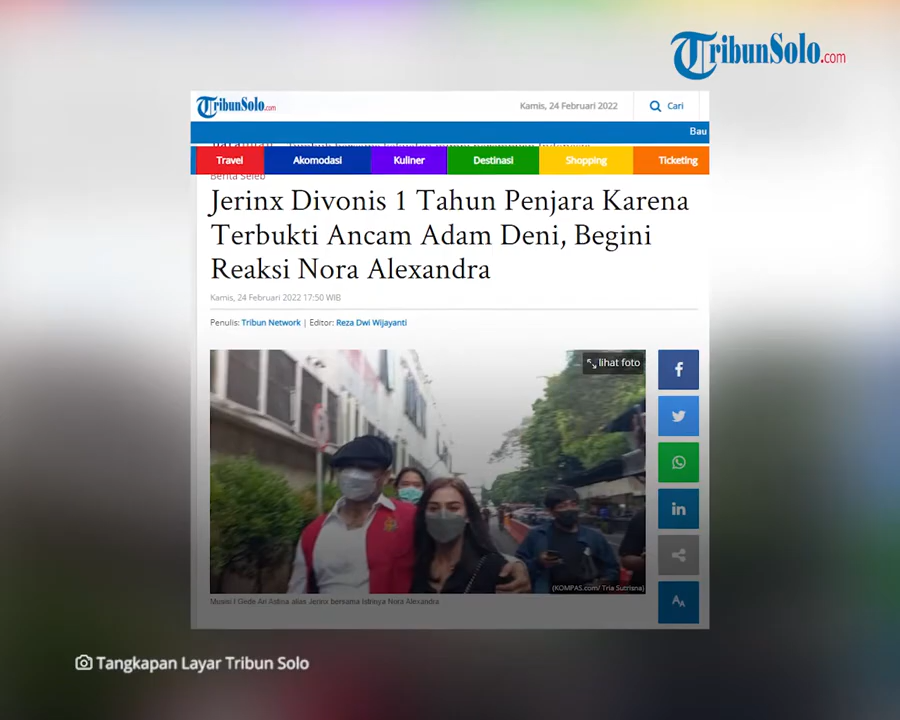 TribunSolo.com
TribunSolo.com
Kamis, 24 Februari 2022
Cari
Bau
Travel
Akomodasi
Kuliner
Destinasi
Shopping
Ticketing
Berita Seleb
Jerinx Divonis 1 Tahun Penjara Karena
Terbukti Ancam Adam Deni, Begini
Reaksi Nora Alexandra
Kamis, 24 Februari 2022 17:50 WIB
Penulis: Tribun Network | Editor: Reza Dwi Wijayanti
lihat foto
(KOMPAS.com/ Tria Sutrisna)
Musisi I Gede Ari Astina alias Jerinx bersama istrinya Nora Alexandra
AA
Tangkapan Layar Tribun Solo